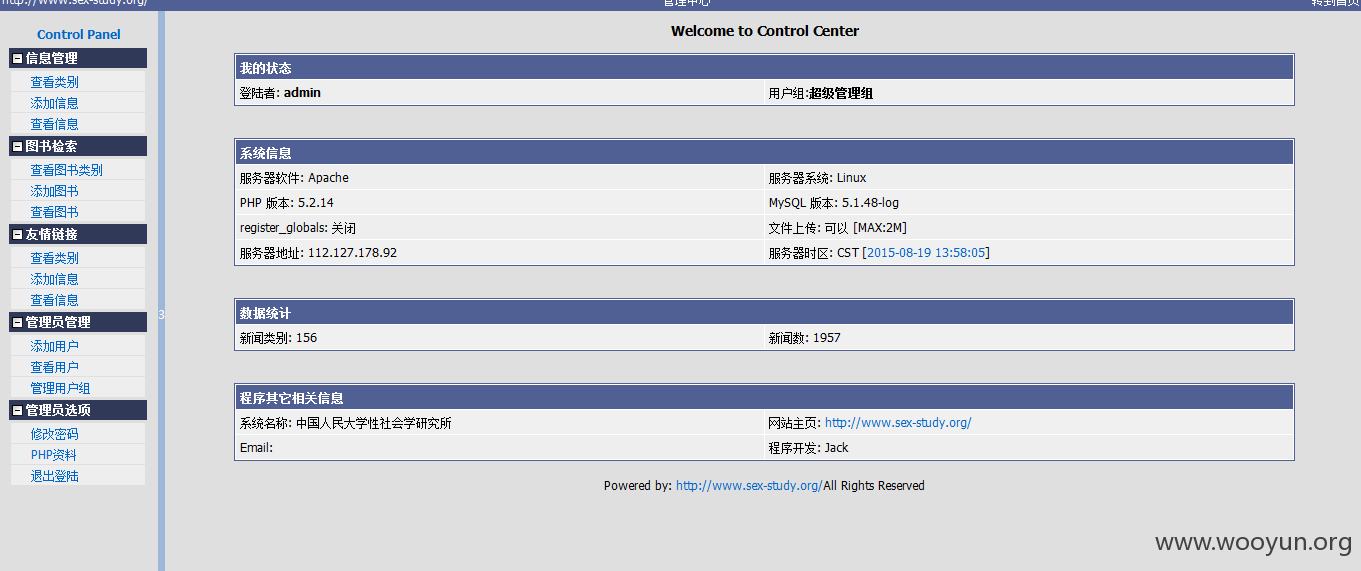 http://www.sex-study.org/ 管理中心 转到首页
Control Panel
信息管理
查看类别
添加信息
查看信息
图书检索
查看图书类别
添加图书
查看图书
友情链接
查看类别
添加信息
查看信息
管理员管理
添加用户
查看用户
管理用户组
管理员选项
修改密码
PHP资料
退出登陆
3
Welcome to Control Center
我的状态
登陆者: admin 用户组:超级管理组
系统信息
服务器软件: Apache 服务器系统: Linux
PHP 版本: 5.2.14 MySQL 版本: 5.1.48-log
register_globals: 关闭 文件上传: 可以 [MAX:2M]
服务器地址: 112.127.178.92 服务器时区: CST [2015-08-19 13:58:05]
数据统计
新闻类别: 156 新闻数: 1957
程序其它相关信息
系统名称: 中国人民大学性社会学研究所 网站主页: http://www.sex-study.org/
Email: 程序开发: Jack
Powered by: http://www.sex-study.org/All Rights Reserved
www.wooyun.org